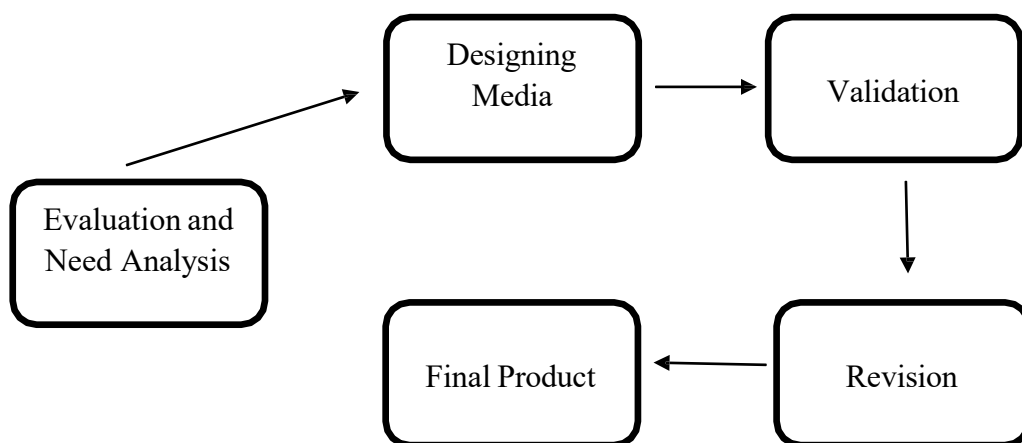 Designing
Media
Validation
Evaluation and
Need Analysis
Final Product
Revision